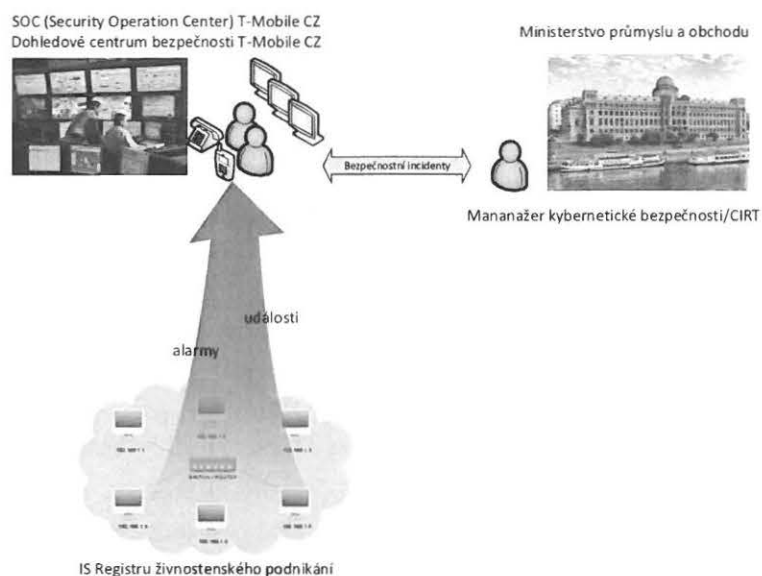 SOC (Security Operation Center) T-Mobile CZ
Dohledové centrum bezpečnosti T-Mobile CZ
Ministerstvo průmyslu a obchodu
Bezpečnostní incidenty
Mananažer kybernetické bezpečnosti/CIRT
události
alarmy
IS Registru živnostenského podnikání